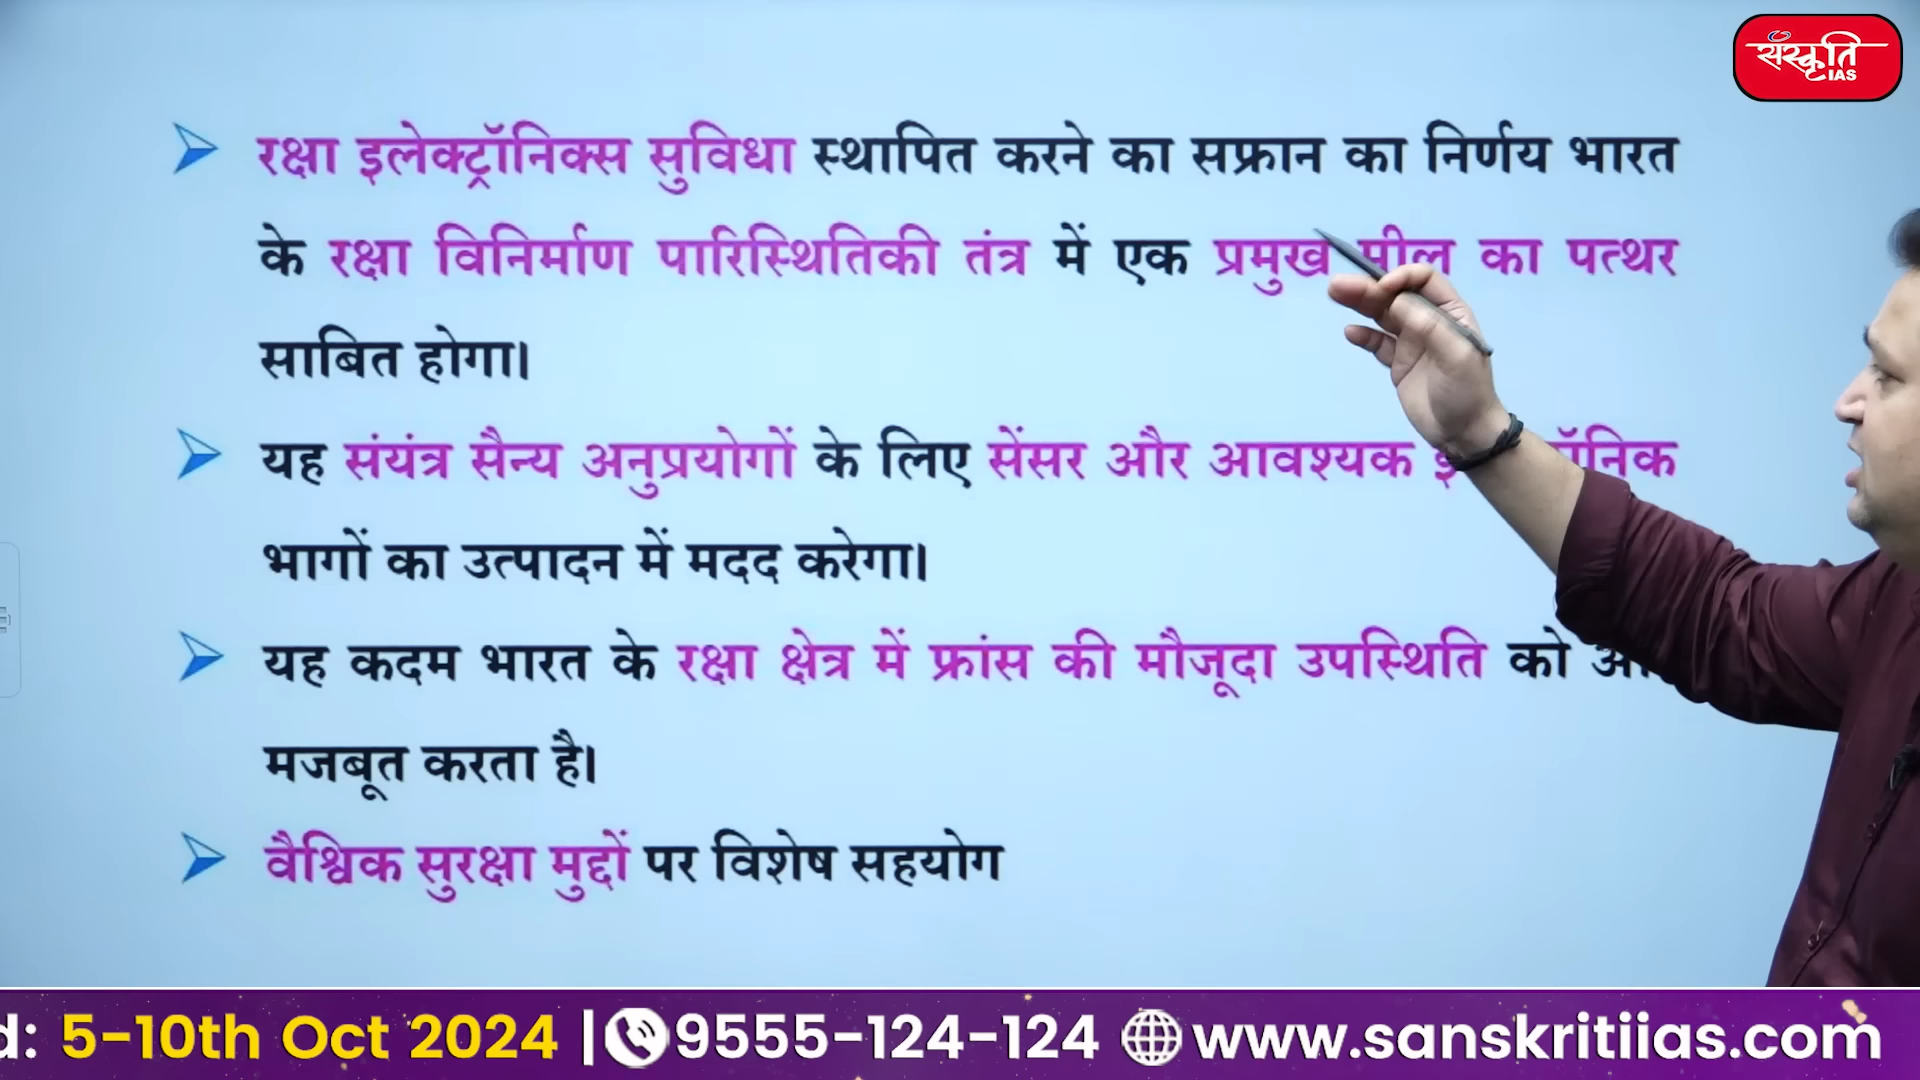 संस्कृति
IAS
रक्षा इलेक्ट्रॉनिक्स सुविधा स्थापित करने का सफ्रान का निर्णय भारत
के रक्षा विनिर्माण पारिस्थितिकी तंत्र में एक प्रमुख मील का पत्थर
साबित होगा।
यह संयंत्र सैन्य अनुप्रयोगों के लिए सेंसर और आवश्यक
भागों का उत्पादन में मदद करेगा।
यह कदम भारत के रक्षा क्षेत्र में फ्रांस की मौजूदा उपस्थिति को
मजबूत करता है।
वैश्विक सुरक्षा मुद्दों पर विशेष सहयोग
d: 5-10th Oct 2024 | 9555-124-124 www.sanskritiias.com